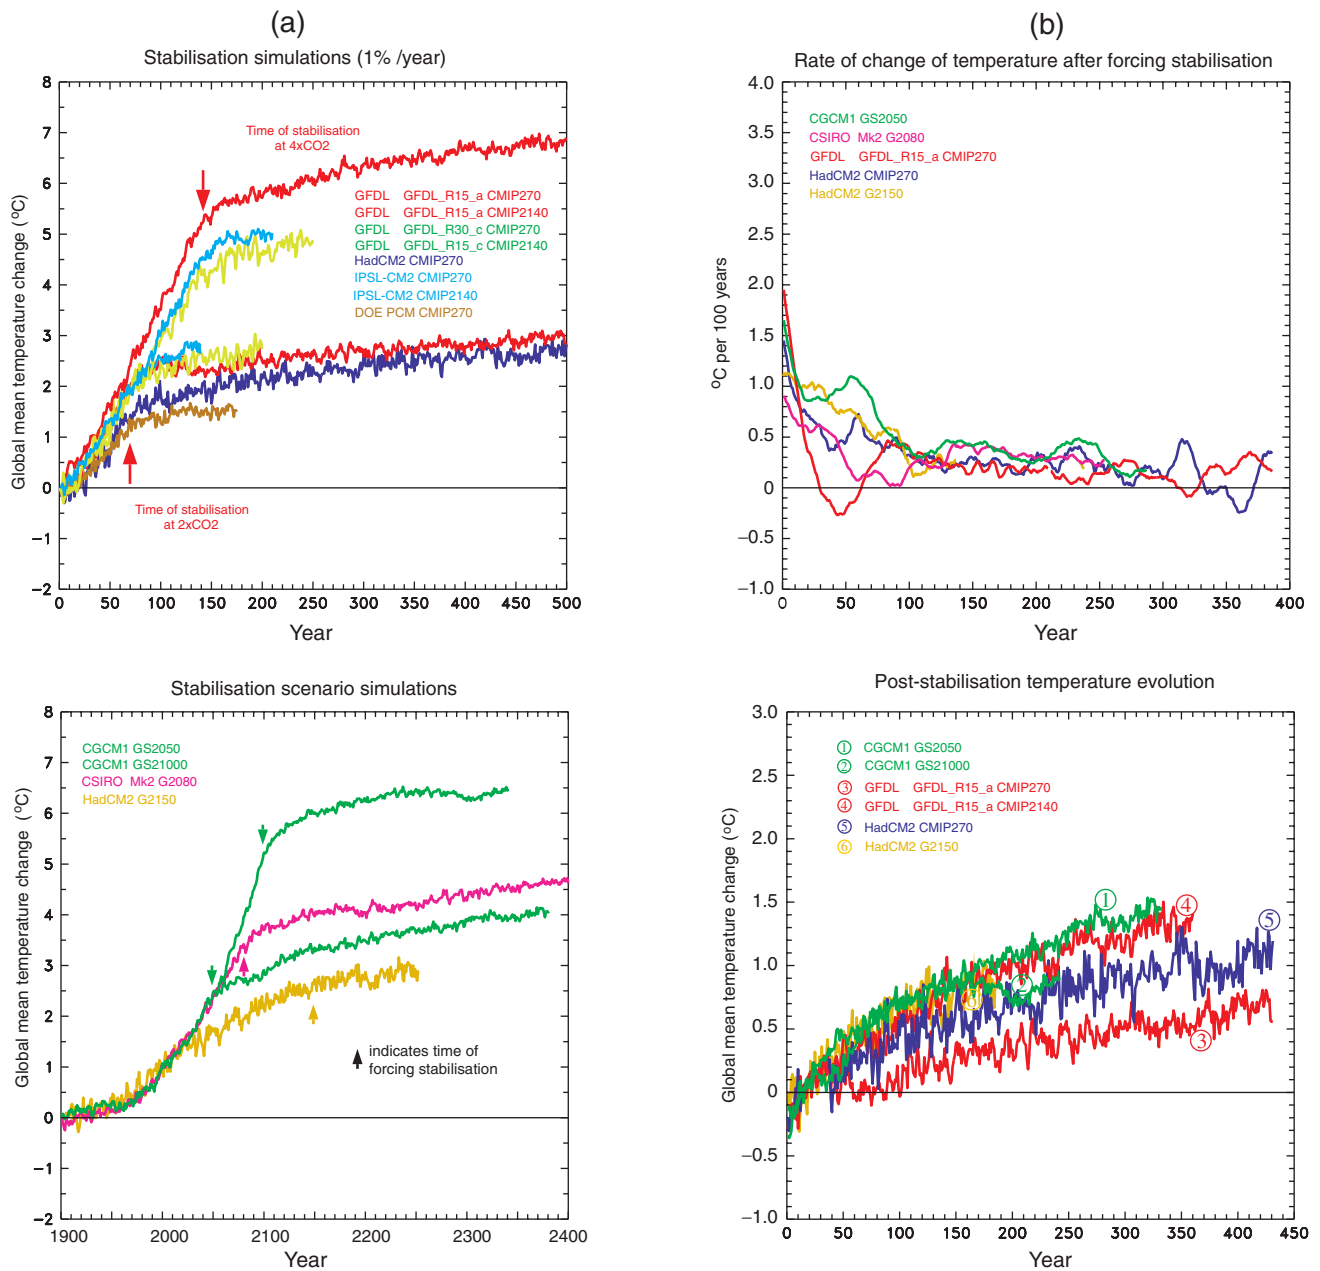 (a)
Stabilisation simulations (1% /year)
Global mean temperature change (°C)
8
7
6
5
4
3
2
1
0
−1
−2
Time of stabilisation
at 4xCO2
GFDL GFDL_R15_a CMIP270
GFDL GFDL_R15_a CMIP2140
GFDL GFDL_R30_c CMIP270
GFDL GFDL_R15_c CMIP2140
HadCM2 CMIP270
IPSL-CM2 CMIP270
IPSL-CM2 CMIP2140
DOE PCM CMIP270
Time of stabilisation
at 2xCO2
0 50 100 150 200 250 300 350 400 450 500
Year
(b)
Rate of change of temperature after forcing stabilisation
°C per 100 years
4.0
3.5
3.0
2.5
2.0
1.5
1.0
0.5
0
−0.5
−1.0
CGCM1 GS2050
CSIRO Mk2 G2080
GFDL GFDL_R15_a CMIP270
HadCM2 CMIP270
HadCM2 G2150
0 50 100 150 200 250 300 350 400
Year
Stabilisation scenario simulations
Global mean temperature change (°C)
8
7
6
5
4
3
2
1
0
−1
−2
CGCM1 GS2050
CGCM1 GS21000
CSIRO Mk2 G2080
HadCM2 G2150
indicates time of
forcing stabilisation
1900 2000 2100 2200 2300 2400
Year
Post-stabilisation temperature evolution
Global mean temperature change (°C)
3.0
2.5
2.0
1.5
1.0
0.5
0
−0.5
−1.0
1 CGCM1 GS2050
2 CGCM1 GS21000
3 GFDL GFDL_R15_a CMIP270
4 GFDL GFDL_R15_a CMIP2140
5 HadCM2 CMIP270
6 HadCM2 G2150
1
4
5
2
6
3
0 50 100 150 200 250 300 350 400 450
Year